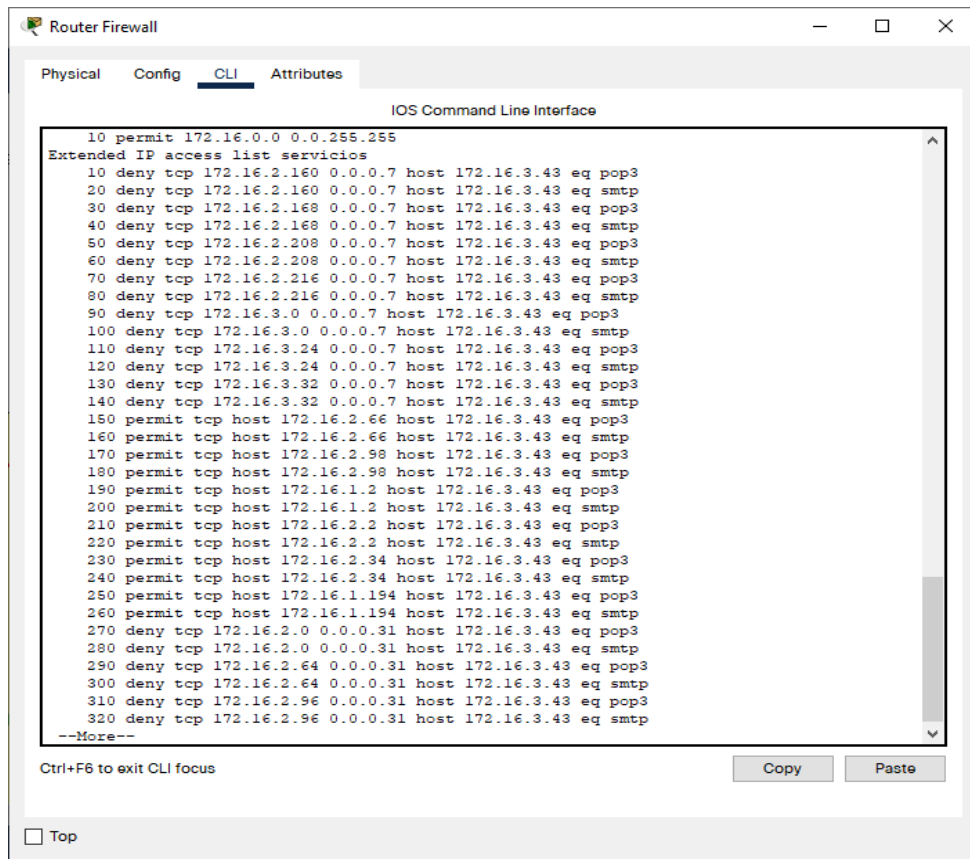 Router Firewall
Physical Config CLI Attributes
IOS Command Line Interface
10 permit 172.16.0.0 0.0.255.255
Extended IP access list servicios
10 deny tcp 172.16.2.160 0.0.0.7 host 172.16.3.43 eq pop3
20 deny tcp 172.16.2.160 0.0.0.7 host 172.16.3.43 eq smtp
30 deny tcp 172.16.2.168 0.0.0.7 host 172.16.3.43 eq pop3
40 deny tcp 172.16.2.168 0.0.0.7 host 172.16.3.43 eq smtp
50 deny tcp 172.16.2.208 0.0.0.7 host 172.16.3.43 eq pop3
60 deny tcp 172.16.2.208 0.0.0.7 host 172.16.3.43 eq smtp
70 deny tcp 172.16.2.216 0.0.0.7 host 172.16.3.43 eq pop3
80 deny tcp 172.16.2.216 0.0.0.7 host 172.16.3.43 eq smtp
90 deny tcp 172.16.3.0 0.0.0.7 host 172.16.3.43 eq pop3
100 deny tcp 172.16.3.0 0.0.0.7 host 172.16.3.43 eq smtp
110 deny tcp 172.16.3.24 0.0.0.7 host 172.16.3.43 eq pop3
120 deny tcp 172.16.3.24 0.0.0.7 host 172.16.3.43 eq smtp
130 deny tcp 172.16.3.32 0.0.0.7 host 172.16.3.43 eq pop3
140 deny tcp 172.16.3.32 0.0.0.7 host 172.16.3.43 eq smtp
150 permit tcp host 172.16.2.66 host 172.16.3.43 eq pop3
160 permit tcp host 172.16.2.66 host 172.16.3.43 eq smtp
170 permit tcp host 172.16.2.98 host 172.16.3.43 eq pop3
180 permit tcp host 172.16.2.98 host 172.16.3.43 eq smtp
190 permit tcp host 172.16.1.2 host 172.16.3.43 eq pop3
200 permit tcp host 172.16.1.2 host 172.16.3.43 eq smtp
210 permit tcp host 172.16.2.2 host 172.16.3.43 eq pop3
220 permit tcp host 172.16.2.2 host 172.16.3.43 eq smtp
230 permit tcp host 172.16.2.34 host 172.16.3.43 eq pop3
240 permit tcp host 172.16.2.34 host 172.16.3.43 eq smtp
250 permit tcp host 172.16.1.194 host 172.16.3.43 eq pop3
260 permit tcp host 172.16.1.194 host 172.16.3.43 eq smtp
270 deny tcp 172.16.2.0 0.0.0.31 host 172.16.3.43 eq pop3
280 deny tcp 172.16.2.0 0.0.0.31 host 172.16.3.43 eq smtp
290 deny tcp 172.16.2.64 0.0.0.31 host 172.16.3.43 eq pop3
300 deny tcp 172.16.2.64 0.0.0.31 host 172.16.3.43 eq smtp
310 deny tcp 172.16.2.96 0.0.0.31 host 172.16.3.43 eq pop3
320 deny tcp 172.16.2.96 0.0.0.31 host 172.16.3.43 eq smtp
--More--
Ctrl+F6 to exit CLI focus
Copy Paste
Top